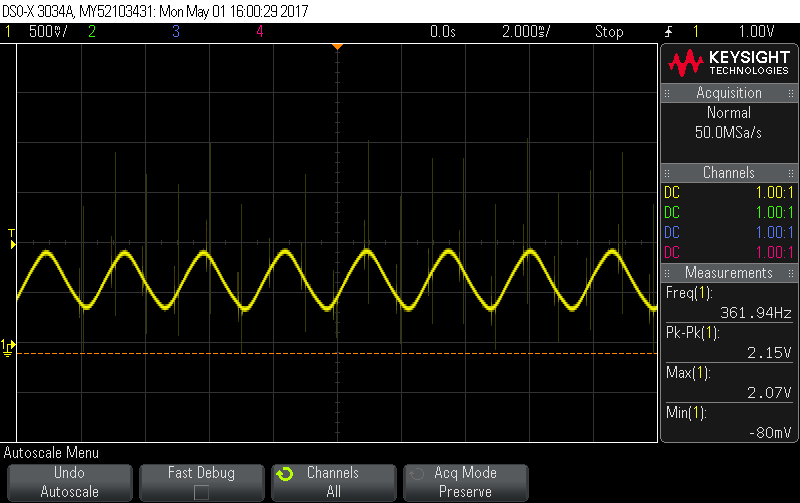 DSO-X 3034A, MY52103431: Mon May 01 16:00:29 2017
1 500mV/ 2 3 4 0.0s 2.000ms/ Stop 1 1.00V
KEYSIGHT
TECHNOLOGIES
Acquisition
Normal
50.0MSa/s
Channels
DC 1.00:1
DC 1.00:1
DC 1.00:1
DC 1.00:1
Measurements
Freq(1):
361.94Hz
Pk-Pk(1):
2.15V
Max(1):
2.07V
Min(1):
-80mV
T
1
Autoscale Menu
Undo
Autoscale
Fast Debug
Channels
All
Acq Mode
Preserve